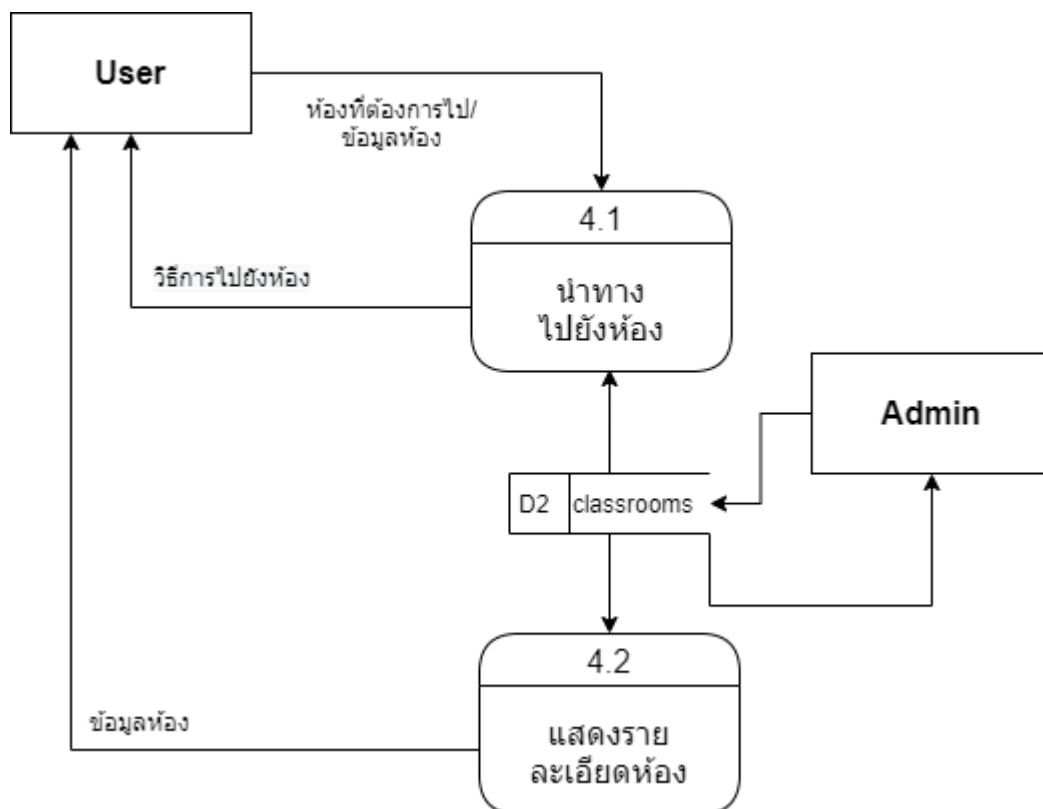 User
ห้องที่ต้องการไป/
ข้อมูลห้อง
4.1
วิธีการไปยังห้อง
นำทาง
ไปยังห้อง
Admin
D2 classrooms
4.2
ข้อมูลห้อง
แสดงราย
ละเอียดห้อง